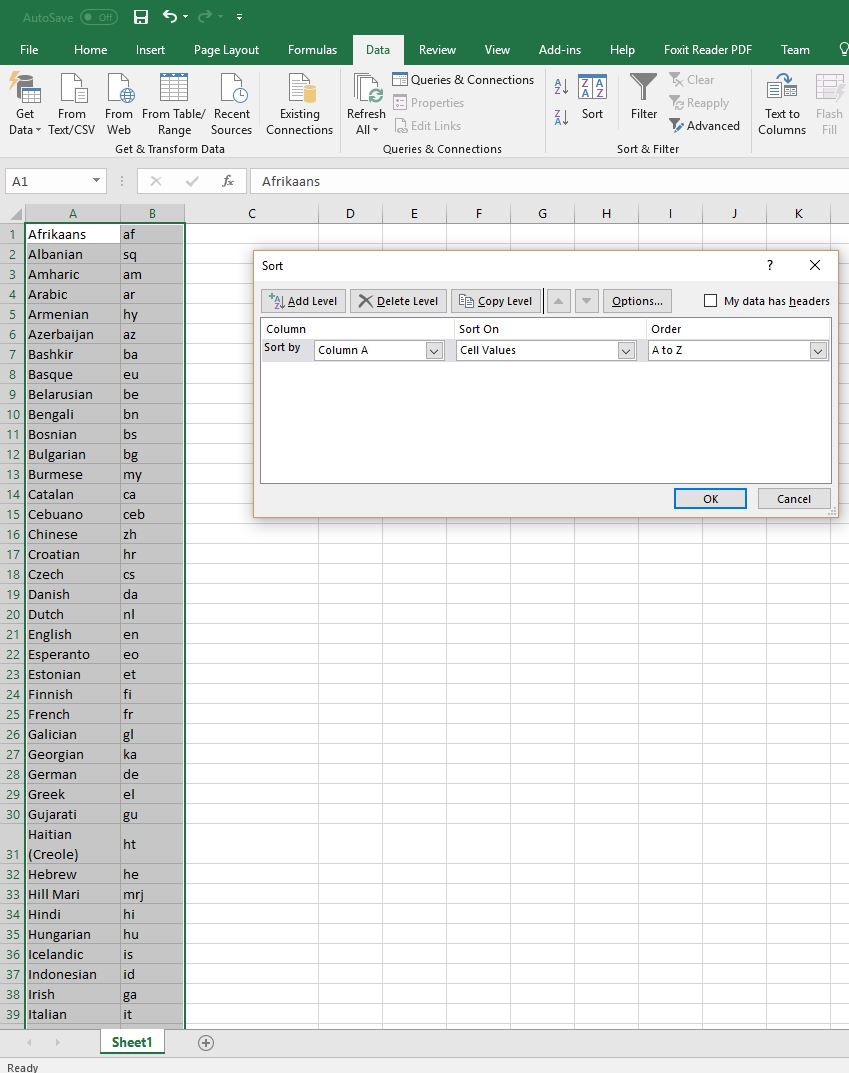 AutoSave Off
File Home Insert Page Layout Formulas Data Review View Add-ins Help Foxit Reader PDF Team
Get Data
From Text/CSV
From Web
From Table/ Range
Recent Sources
Existing Connections
Get & Transform Data
Refresh All
Queries & Connections
Properties
Edit Links
Queries & Connections
Sort
Filter
Clear
Reapply
Advanced
Sort & Filter
Text to Columns
Flash Fill
A1 fx Afrikaans
A B C D E F G H I J K
1 Afrikaans af
2 Albanian sq
3 Amharic am
4 Arabic ar
5 Armenian hy
6 Azerbaijan az
7 Bashkir ba
8 Basque eu
9 Belarusian be
10 Bengali bn
11 Bosnian bs
12 Bulgarian bg
13 Burmese my
14 Catalan ca
15 Cebuano ceb
16 Chinese zh
17 Croatian hr
18 Czech cs
19 Danish da
20 Dutch nl
21 English en
22 Esperanto eo
23 Estonian et
24 Finnish fi
25 French fr
26 Galician gl
27 Georgian ka
28 German de
29 Greek el
30 Gujarati gu
31 Haitian (Creole) ht
32 Hebrew he
33 Hill Mari mrj
34 Hindi hi
35 Hungarian hu
36 Icelandic is
37 Indonesian id
38 Irish ga
39 Italian it
Sort ?
Add Level Delete Level Copy Level Options... My data has headers
Column Sort On Order
Sort by Column A Cell Values A to Z
OK Cancel
Sheet1
Ready